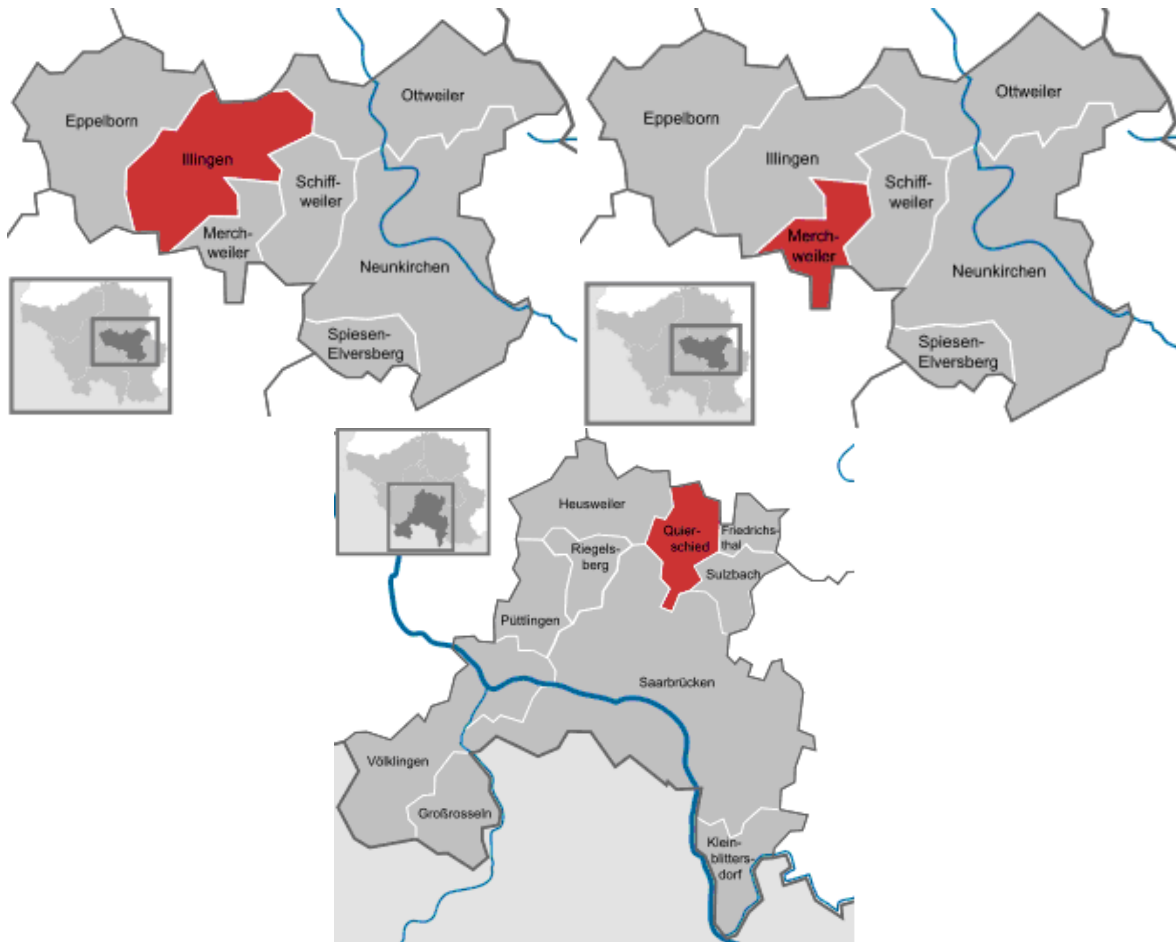 Ottweiler
Eppelborn
Illingen
Schiff-
weiler
Merch-
weiler
Neunkirchen
Spiesen-
Elversberg
Ottweiler
Eppelborn
Illingen
Schiff-
weiler
Merch-
weiler
Neunkirchen
Spiesen-
Elversberg
Heusweiler
Quier-
schied
Friedrichs-
thal
Riegels-
berg
Sulzbach
Püttlingen
Saarbrücken
Völklingen
Großrosseln
Klein-
blitters-
dorf